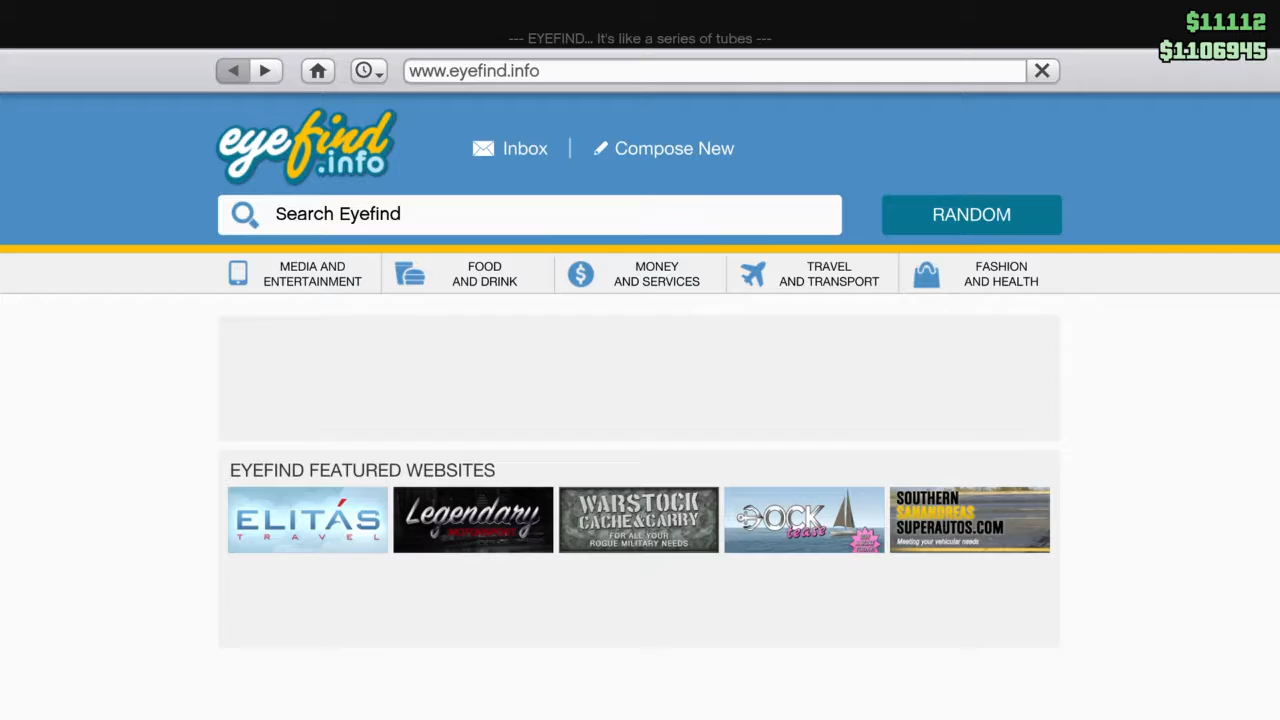 $11112
--- EYEFIND... It's like a series of tubes ---
$1106945
www.eyefind.info
eyefind
.info
Inbox
Compose New
Search Eyefind
RANDOM
MEDIA AND
ENTERTAINMENT
FOOD
AND DRINK
MONEY
AND SERVICES
TRAVEL
AND TRANSPORT
FASHION
AND HEALTH
EYEFIND FEATURED WEBSITES
ELITÁS
TRAVEL
Legendary
MOTORSPORT
WARSTOCK
CACHE & CARRY
FOR ALL YOUR
ROGUE MILITARY NEEDS
DOCK
tease
SOUTHERN
SANANDREAS
SUPERAUTOS.COM
Meeting your vehicular needs